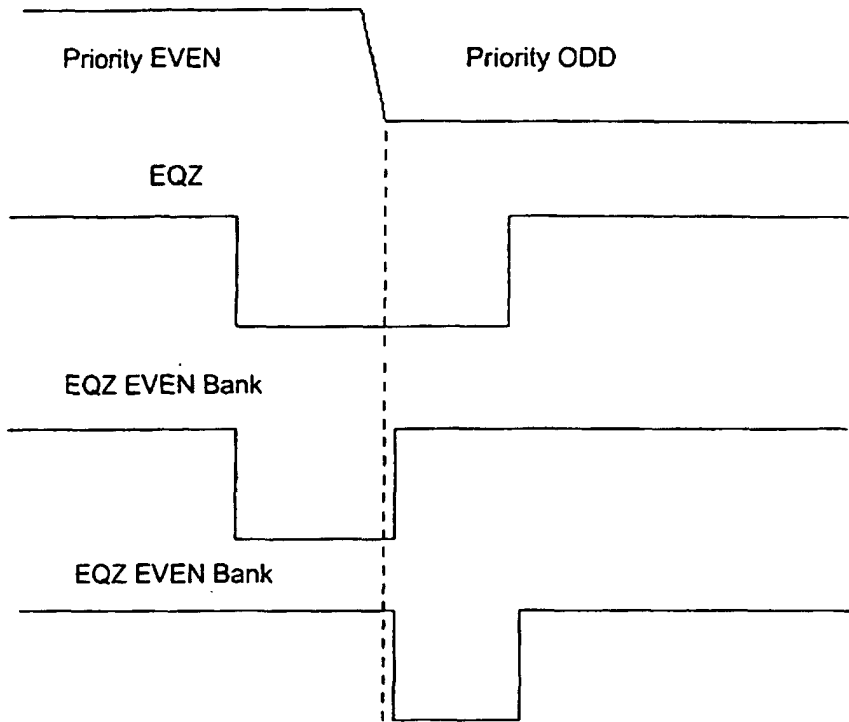 Priority EVEN
Priority ODD
EQZ
EQZ EVEN Bank
EQZ EVEN Bank